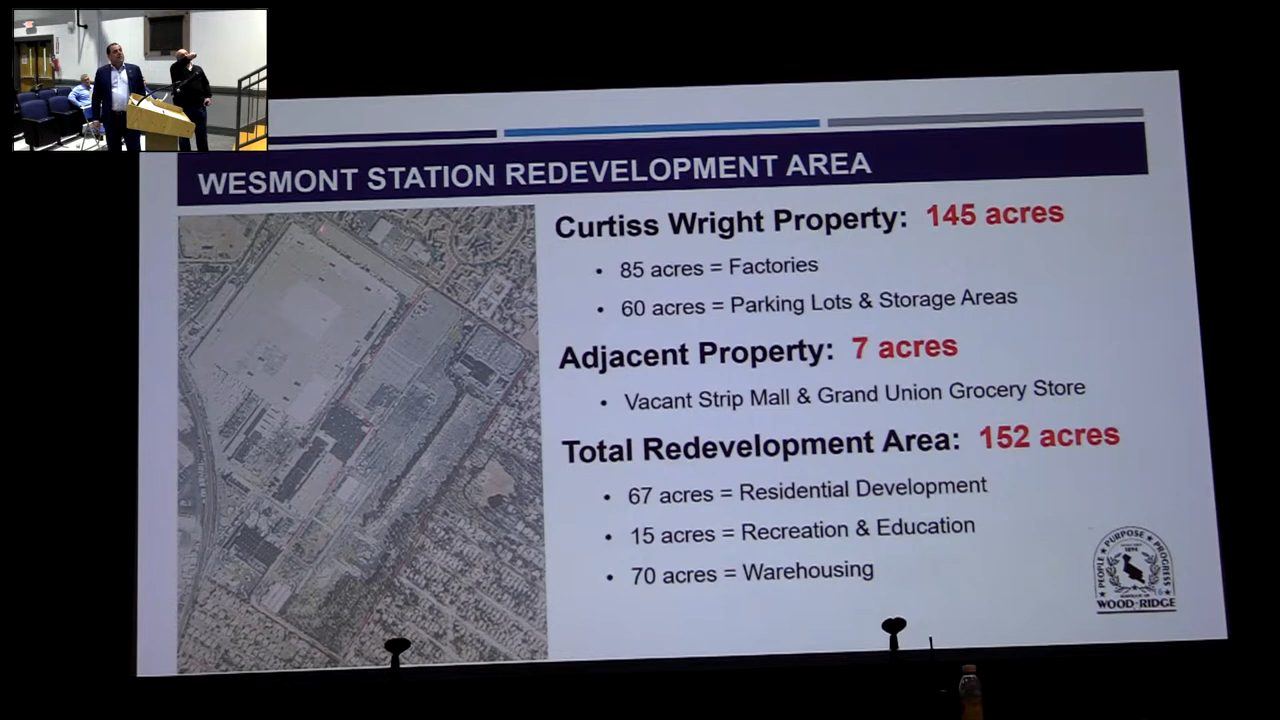 WESMONT STATION REDEVELOPMENT AREA
Curtiss Wright Property: 145 acres
• 85 acres = Factories
• 60 acres = Parking Lots & Storage Areas
Adjacent Property: 7 acres
• Vacant Strip Mall & Grand Union Grocery Store
Total Redevelopment Area: 152 acres
• 67 acres = Residential Development
• 15 acres = Recreation & Education
• 70 acres = Warehousing
PEOPLE ★ PURPOSE ★ PROGRESS
1894
WOOD-RIDGE